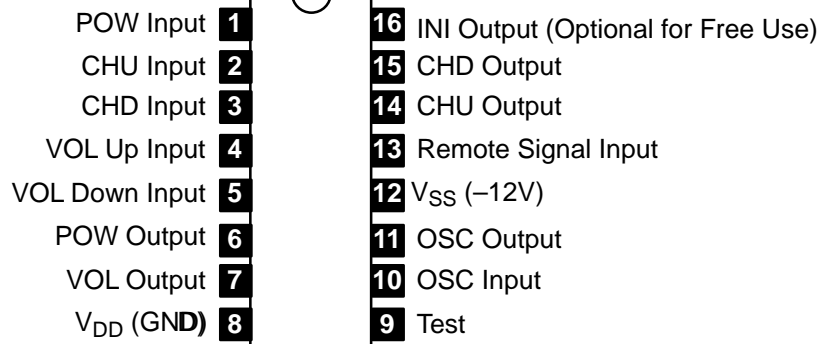 POW Input 1 16 INI Output (Optional for Free Use)
CHU Input 2 15 CHD Output
CHD Input 3 14 CHU Output
VOL Up Input 4 13 Remote Signal Input
VOL Down Input 5 12 VSS (–12V)
POW Output 6 11 OSC Output
VOL Output 7 10 OSC Input
VDD (GND) 8 9 Test